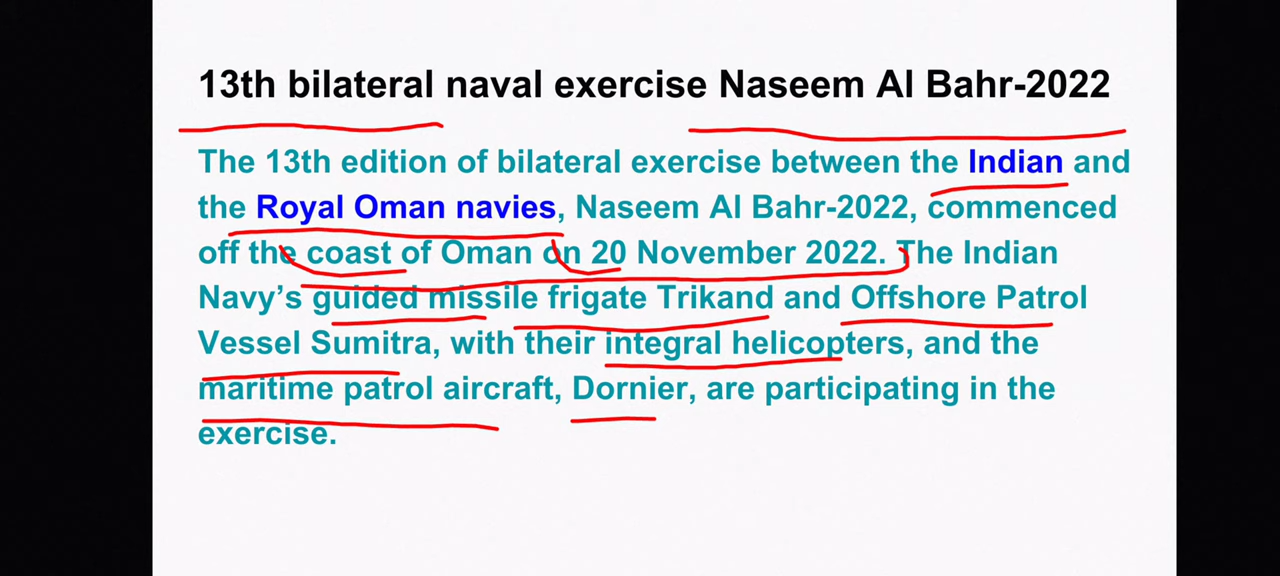 13th bilateral naval exercise Naseem Al Bahr-2022
The 13th edition of bilateral exercise between the Indian and
the Royal Oman navies, Naseem Al Bahr-2022, commenced
off the coast of Oman on 20 November 2022. The Indian
Navy’s guided missile frigate Trikand and Offshore Patrol
Vessel Sumitra, with their integral helicopters, and the
maritime patrol aircraft, Dornier, are participating in the
exercise.